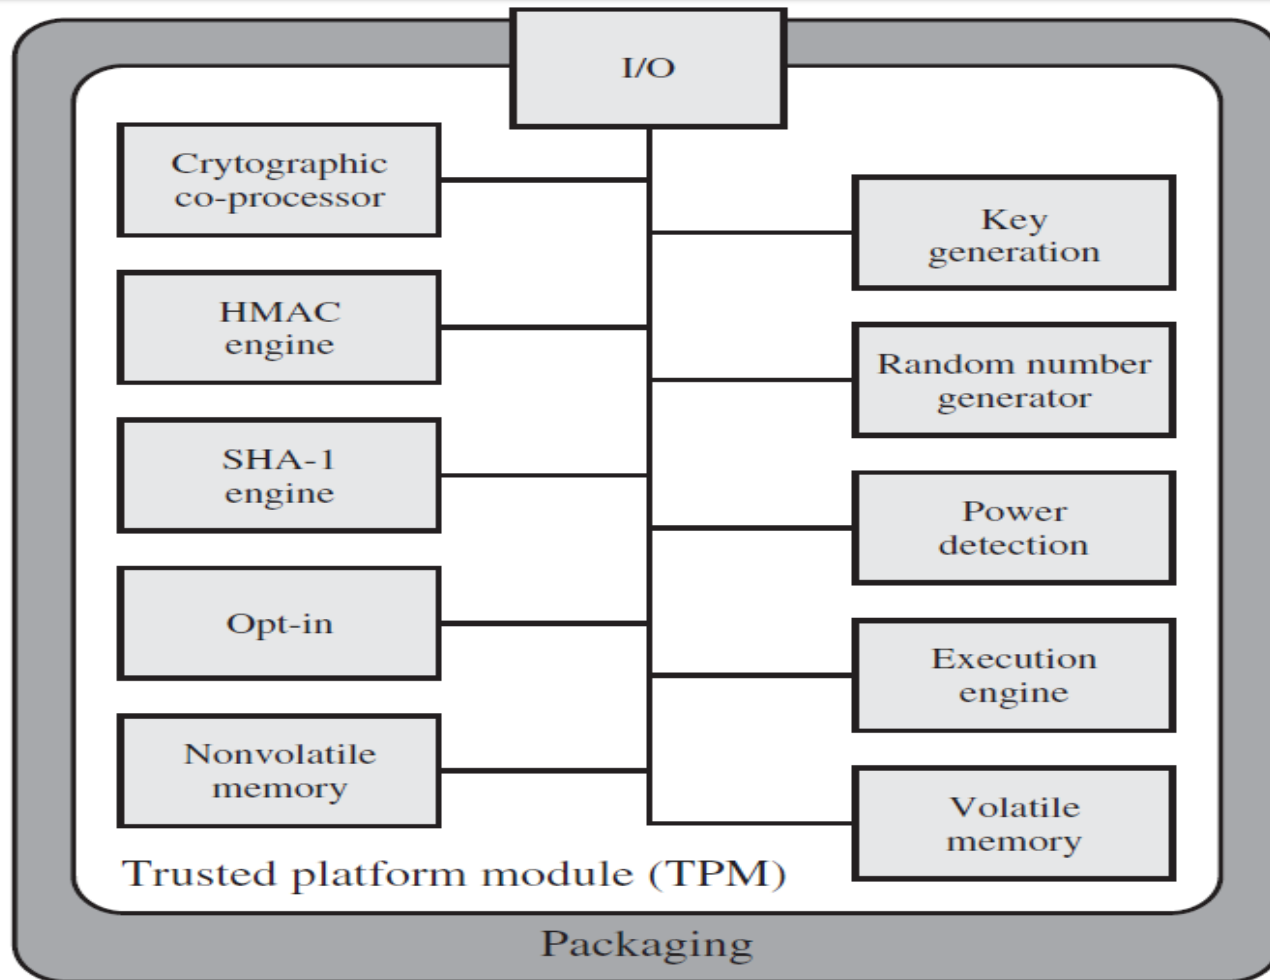 I/O
Crytographic
co-processor
HMAC
engine
SHA-1
engine
Opt-in
Nonvolatile
memory
Key
generation
Random number
generator
Power
detection
Execution
engine
Volatile
memory
Trusted platform module (TPM)
Packaging